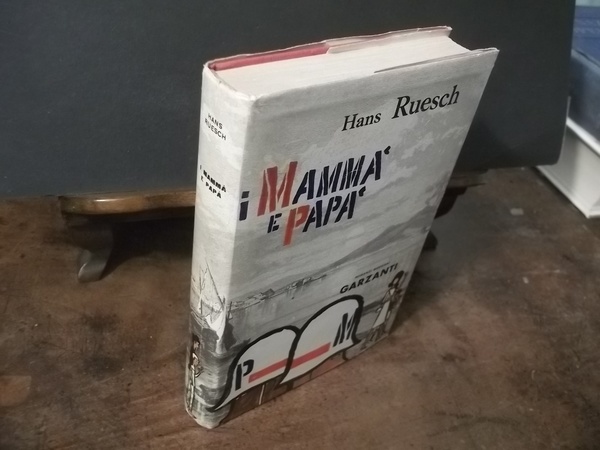 HANS
RUESCH
I MAMMA'
E PAPA'
Hans Ruesch
i MAMMA'
E PAPA'
GARZANTI
P M